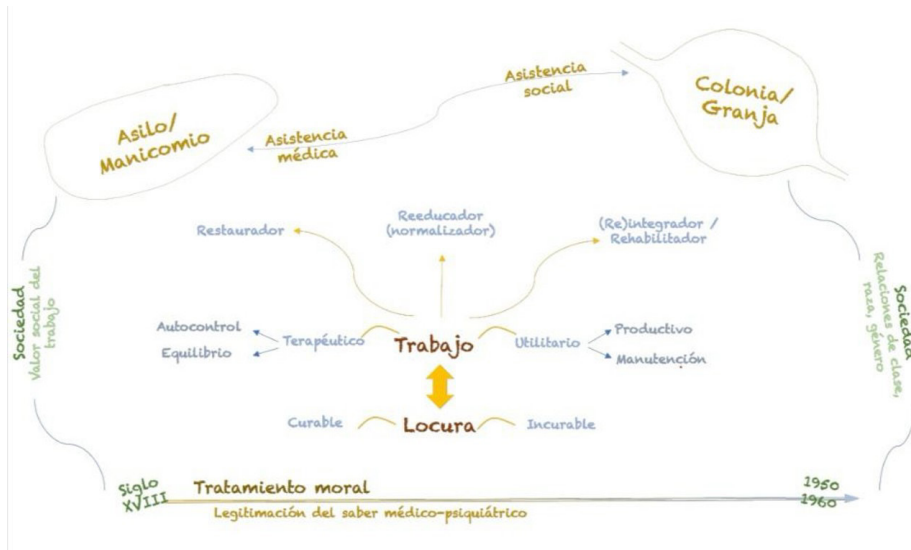 Asilo/
Manicomio
Asistencia
médica
Asistencia
social
Colonia/
Granja
Restaurador
Reeducador
(normalizador)
(Re)integrador /
Rehabilitador
Sociedad
Valor social del
trabajo
Autocontrol
Equilibrio
Terapéutico
Trabajo
Utilitario
Productivo
Manutención
Sociedad
Relaciones de clase,
raza, género
Curable
Locura
Incurable
Siglo
XVIII
Tratamiento moral
Legitimación del saber médico-psiquiátrico
1950
1960